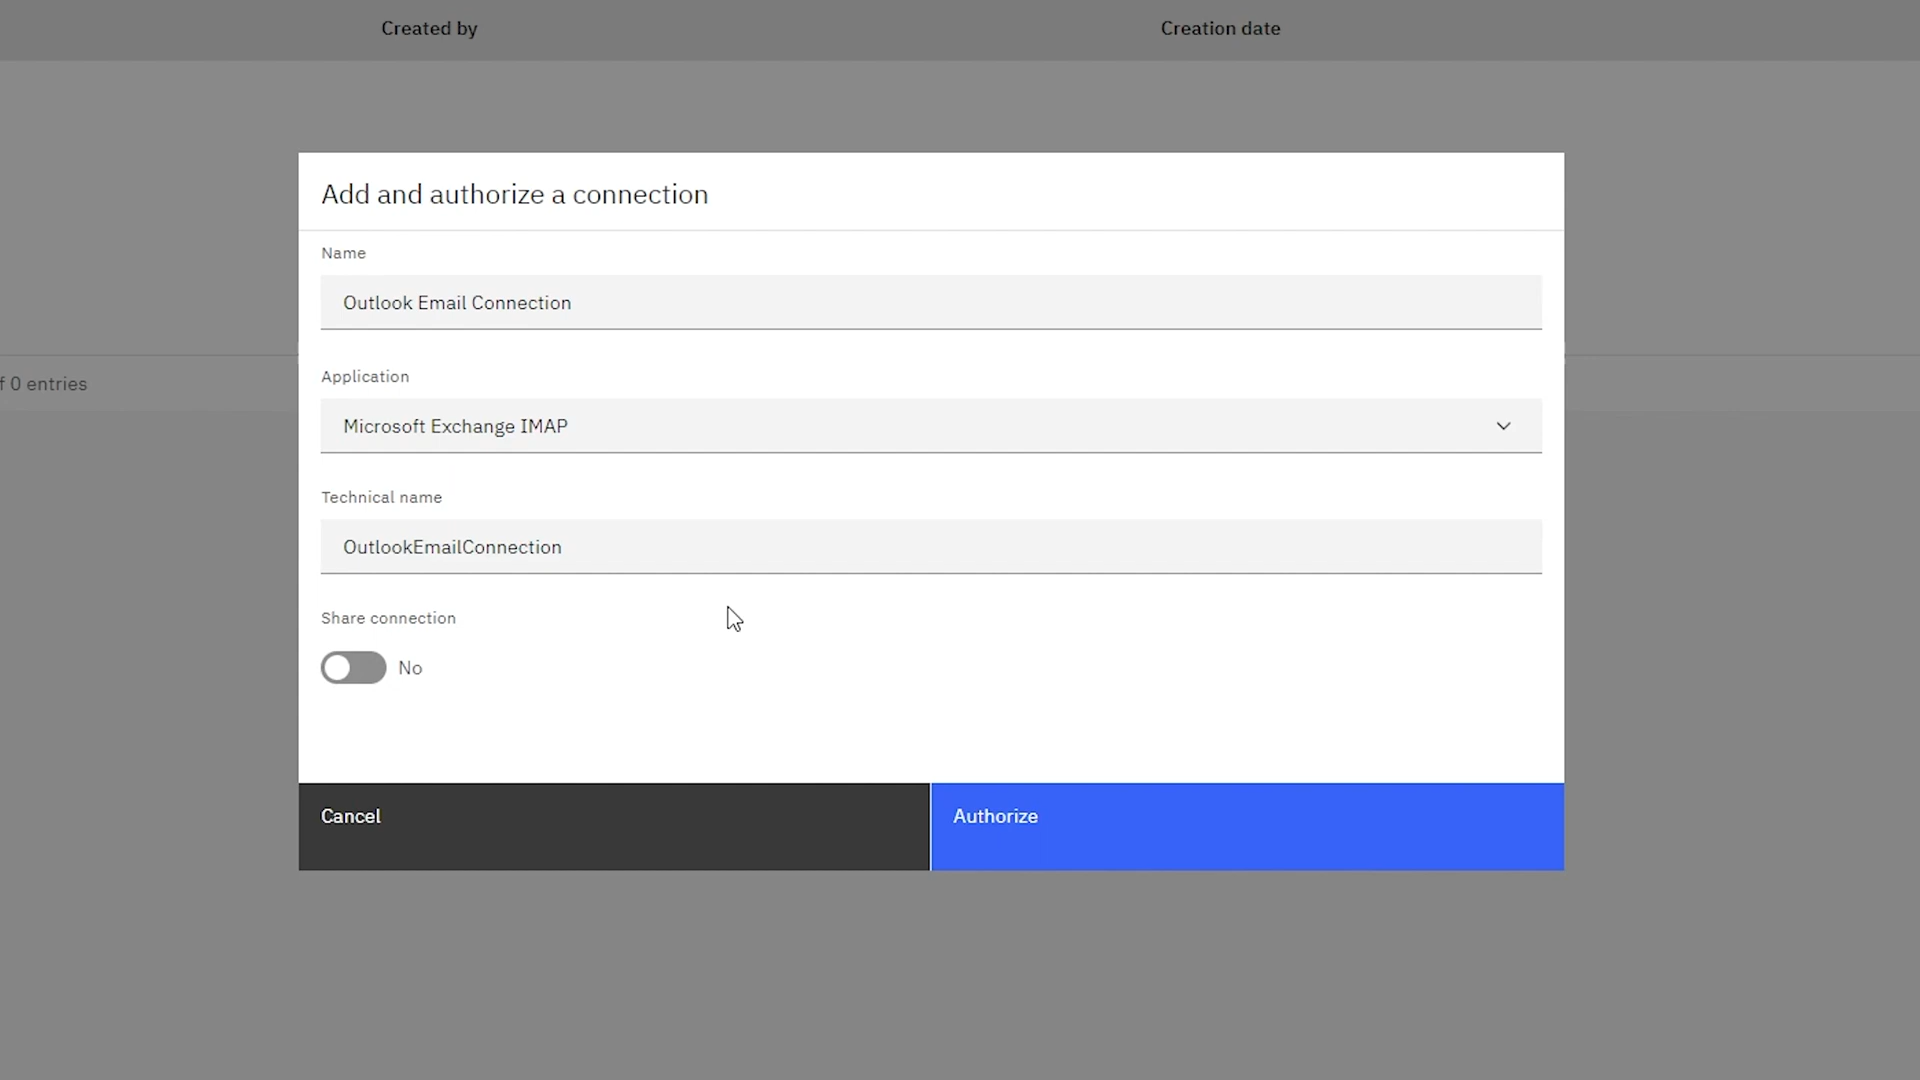 Created by
Creation date
Add and authorize a connection
Name
Outlook Email Connection
f 0 entries
Application
Microsoft Exchange IMAP
Technical name
OutlookEmailConnection
Share connection
No
Cancel
Authorize